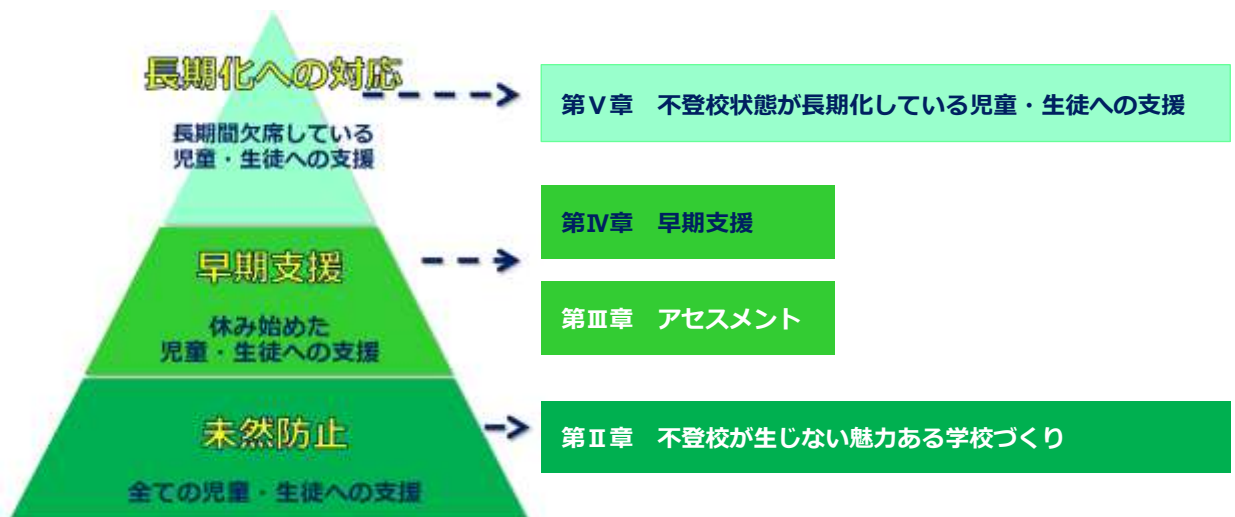 長期化への対応
長期間欠席している
児童・生徒への支援
第Ⅴ章　不登校状態が長期化している児童・生徒への支援
早期支援
休み始めた
児童・生徒への支援
第Ⅳ章　早期支援
第Ⅲ章　アセスメント
未然防止
全ての児童・生徒への支援
第Ⅱ章　不登校が生じない魅力ある学校づくり